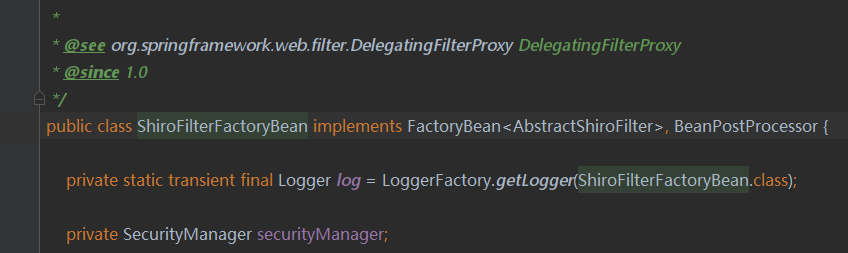 *
* @see org.springframework.web.filter.DelegatingFilterProxy DelegatingFilterProxy
* @since 1.0
*/
public class ShiroFilterFactoryBean implements FactoryBean<AbstractShiroFilter>, BeanPostProcessor {
private static transient final Logger log = LoggerFactory.getLogger(ShiroFilterFactoryBean.class);
private SecurityManager securityManager;